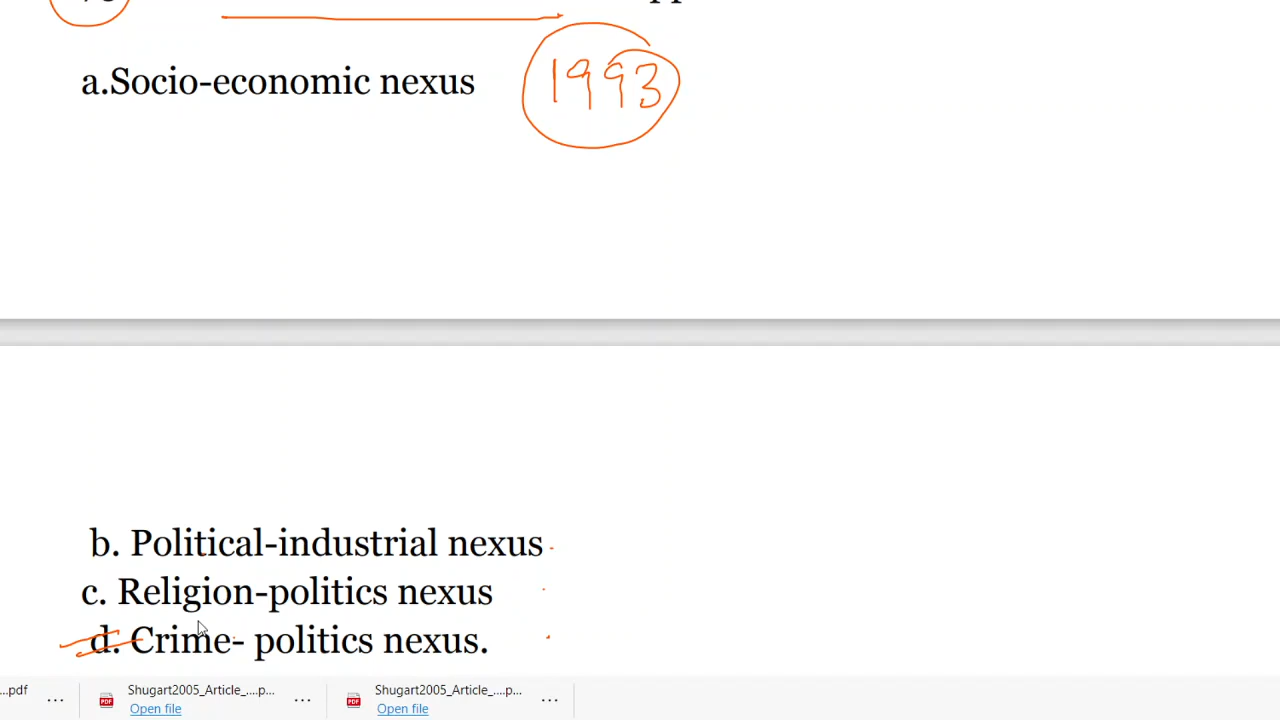 a.Socio-economic nexus 1993
b. Political-industrial nexus
c. Religion-politics nexus
d. Crime- politics nexus.
...pdf ... Shugart2005_Article_....p... ... Shugart2005_Article_....p... ...
Open file Open file